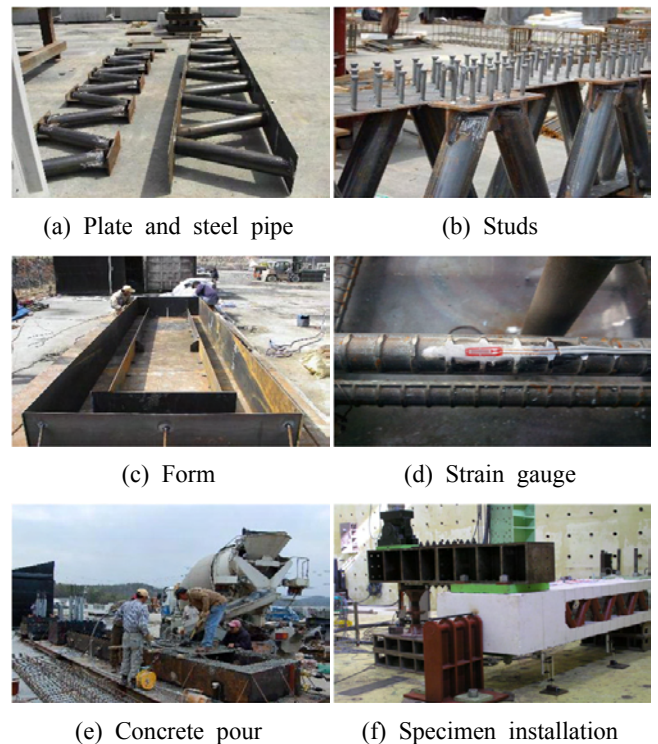 (a) Plate and steel pipe
(b) Studs
(c) Form
(d) Strain gauge
(e) Concrete pour
(f) Specimen installation